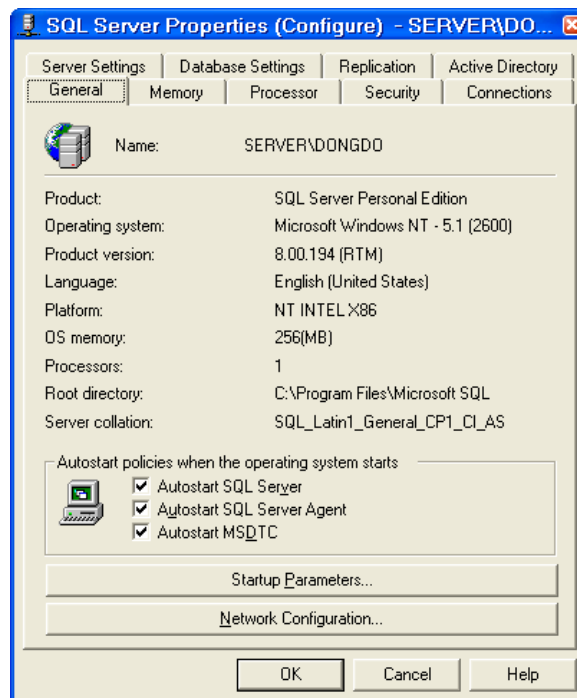 SQL Server Properties (Configure) - SERVER\DO...
Server Settings Database Settings Replication Active Directory
General Memory Processor Security Connections
Name: SERVER\DONGDO
Product: SQL Server Personal Edition
Operating system: Microsoft Windows NT - 5.1 (2600)
Product version: 8.00.194 (RTM)
Language: English (United States)
Platform: NT INTEL X86
OS memory: 256(MB)
Processors: 1
Root directory: C:\Program Files\Microsoft SQL
Server collation: SQL_Latin1_General_CP1_CI_AS
Autostart policies when the operating system starts
Autostart SQL Server
Autostart SQL Server Agent
Autostart MSDTC
Startup Parameters...
Network Configuration...
OK Cancel Help